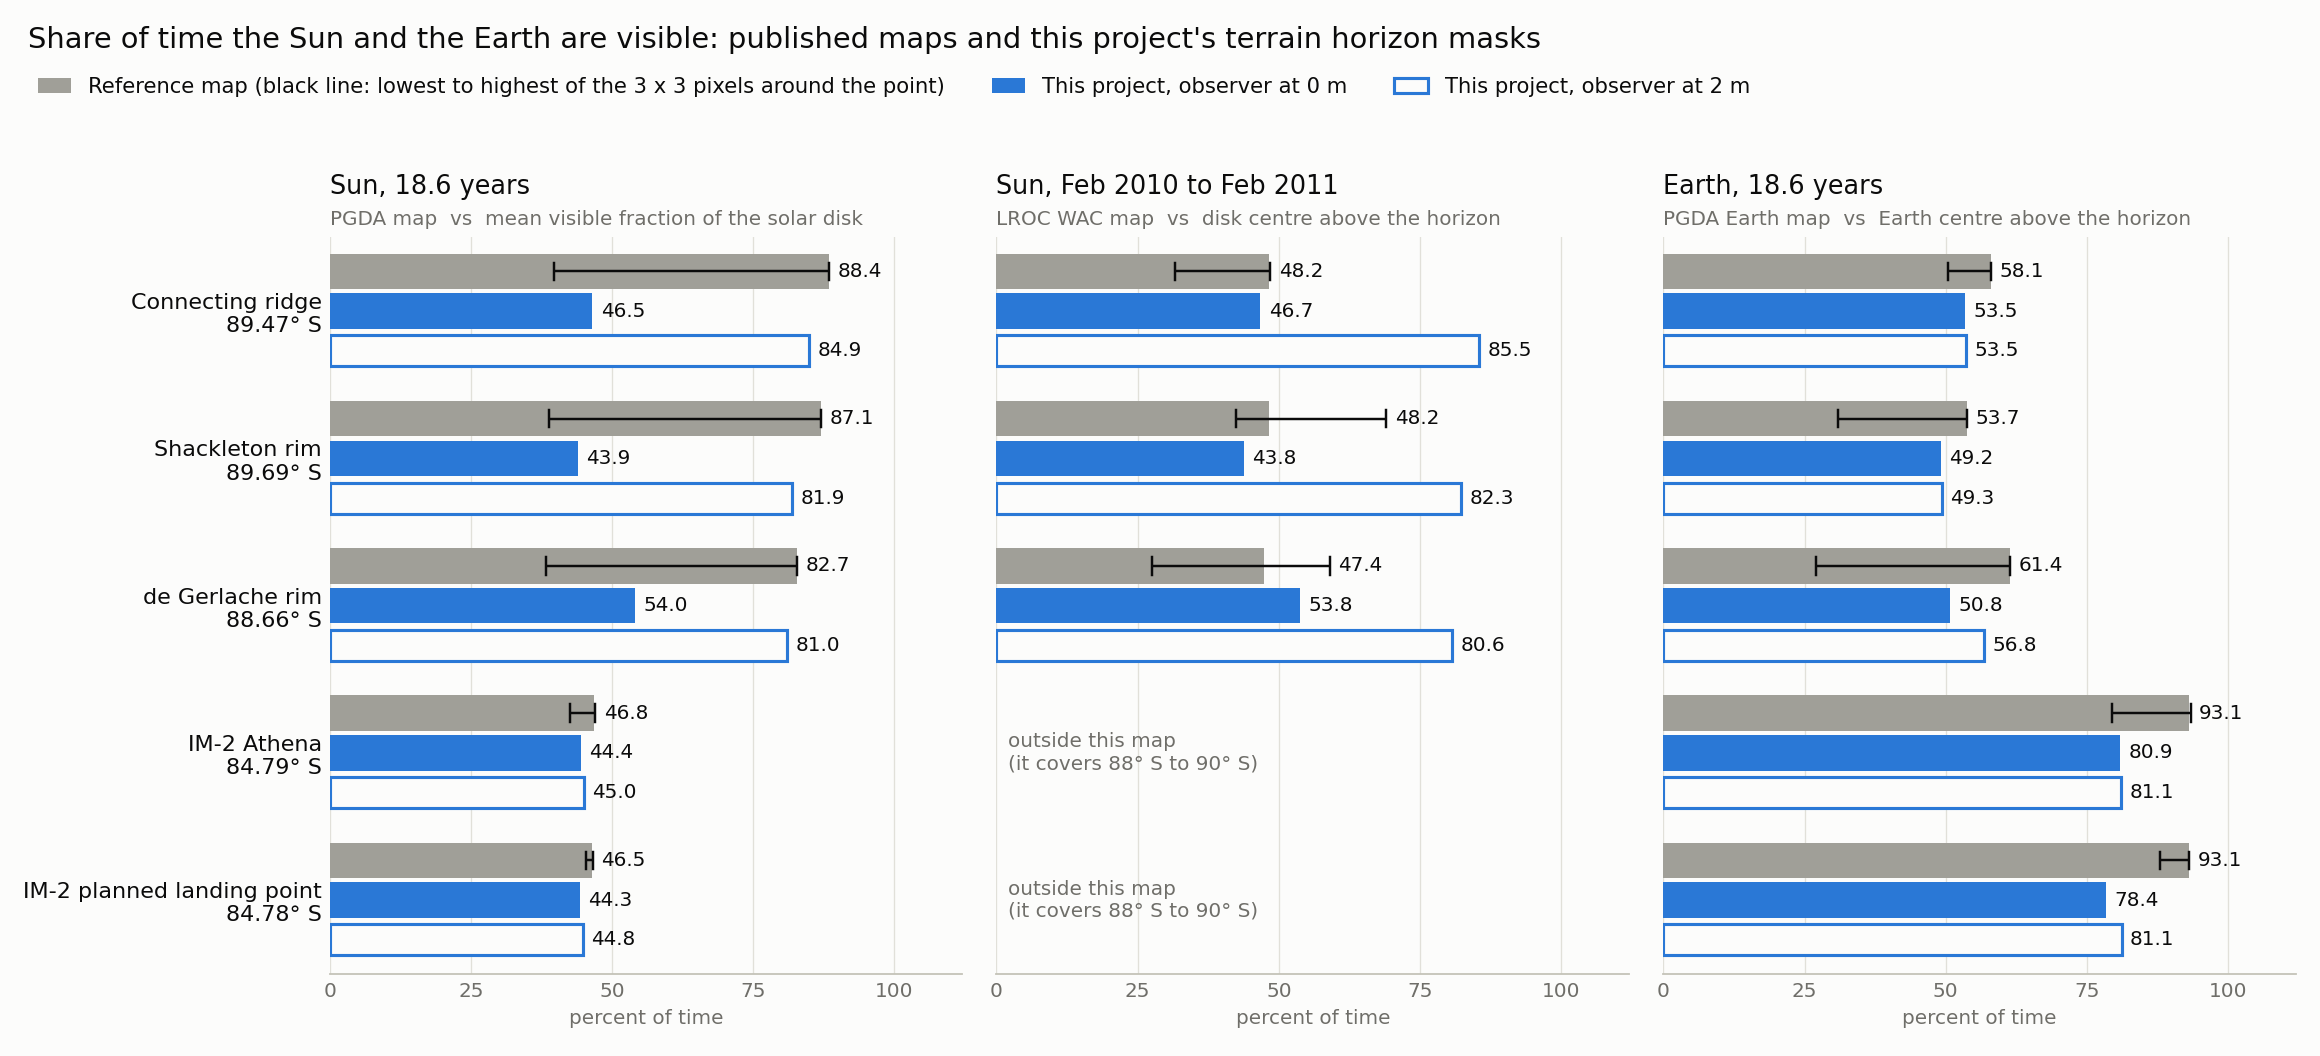 Share of time the Sun and the Earth are visible: published maps and this project's terrain horizon masks
Reference map (black line: lowest to highest of the 3 x 3 pixels around the point)
This project, observer at 0 m
This project, observer at 2 m
Sun, 18.6 years
PGDA map  vs  mean visible fraction of the solar disk
Connecting ridge
89.47° S
88.4
46.5
84.9
Shackleton rim
89.69° S
87.1
43.9
81.9
de Gerlache rim
88.66° S
82.7
54.0
81.0
IM-2 Athena
84.79° S
46.8
44.4
45.0
IM-2 planned landing point
84.78° S
46.5
44.3
44.8
0 25 50 75 100
percent of time
Sun, Feb 2010 to Feb 2011
LROC WAC map  vs  disk centre above the horizon
48.2
46.7
85.5
48.2
43.8
82.3
47.4
53.8
80.6
outside this map
(it covers 88° S to 90° S)
outside this map
(it covers 88° S to 90° S)
0 25 50 75 100
percent of time
Earth, 18.6 years
PGDA Earth map  vs  Earth centre above the horizon
58.1
53.5
53.5
53.7
49.2
49.3
61.4
50.8
56.8
93.1
80.9
81.1
93.1
78.4
81.1
0 25 50 75 100
percent of time